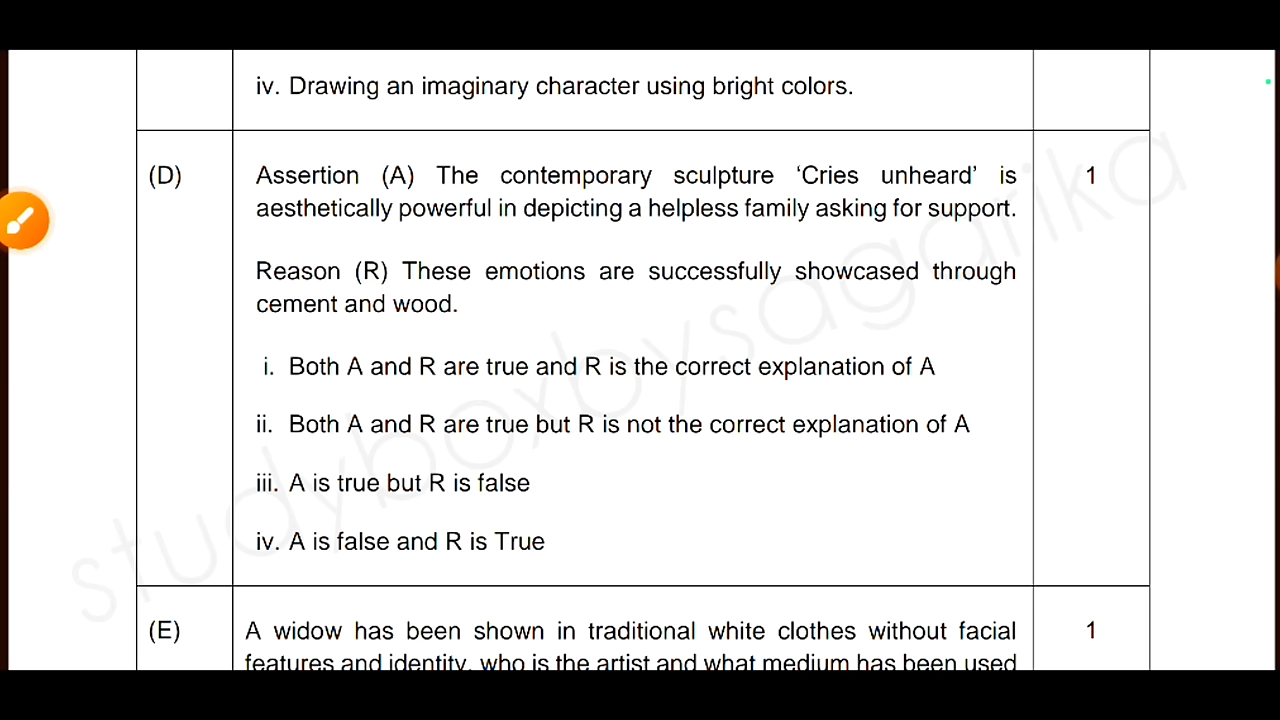 iv. Drawing an imaginary character using bright colors.
(D)
Assertion (A) The contemporary sculpture ‘Cries unheard’ is
1
aesthetically powerful in depicting a helpless family asking for support.
Reason (R) These emotions are successfully showcased through
cement and wood.
i. Both A and R are true and R is the correct explanation of A
ii. Both A and R are true but R is not the correct explanation of A
iii. A is true but R is false
iv. A is false and R is True
(E)
A widow has been shown in traditional white clothes without facial
1
features and identity, who is the artist and what medium has been used
studyboxbysagarika